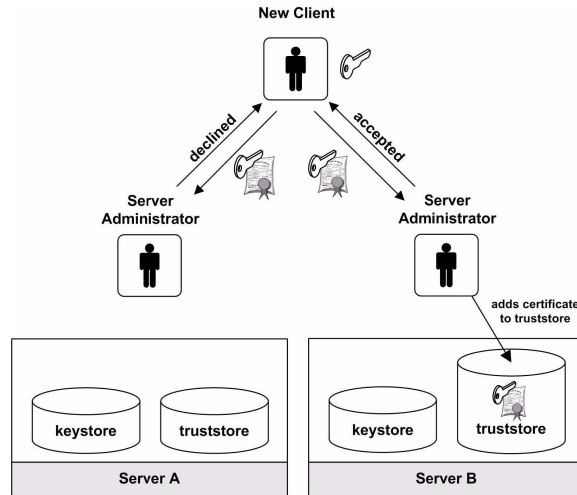 New Client
declined
accepted
Server
Administrator
Server
Administrator
adds certificate
to truststore
keystore
truststore
keystore
truststore
Server A
Server B